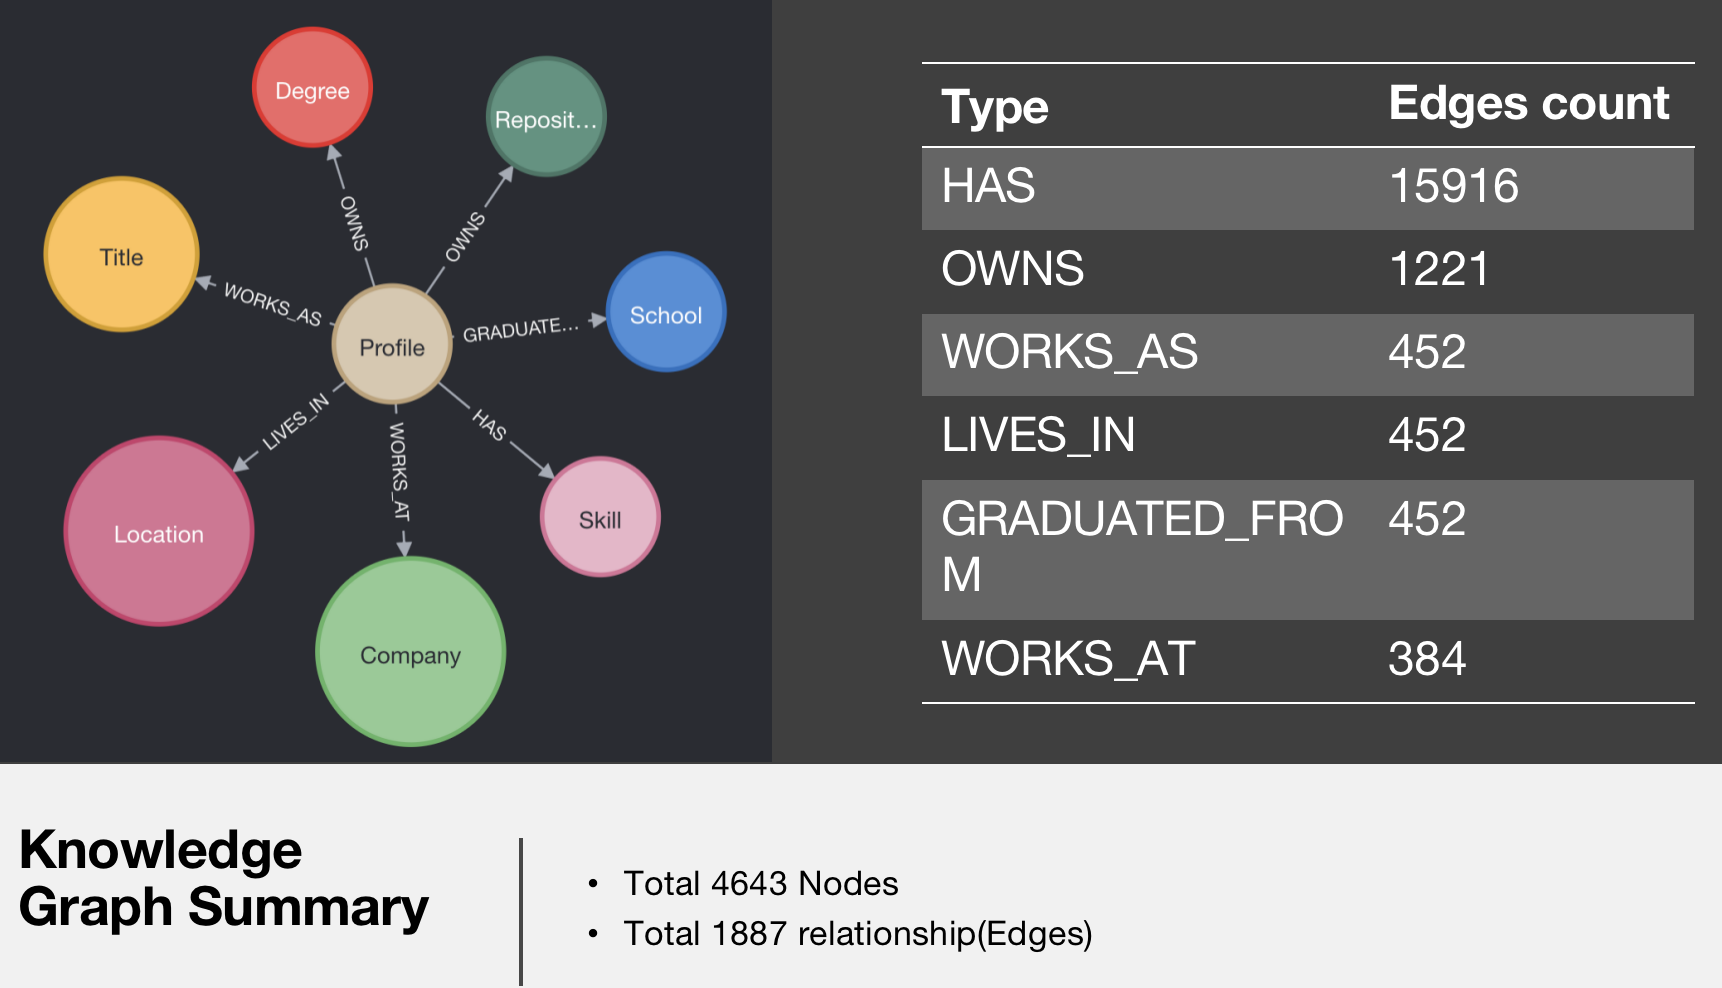 Degree
Reposit...
OWNS
OWNS
Title
WORKS_AS
School
GRADUATE...
Profile
LIVES_IN
HAS
WORKS_AT
Location
Skill
Company
Type Edges count
HAS 15916
OWNS 1221
WORKS_AS 452
LIVES_IN 452
GRADUATED_FRO 452
M
WORKS_AT 384
Knowledge
Graph Summary
• Total 4643 Nodes
• Total 1887 relationship(Edges)